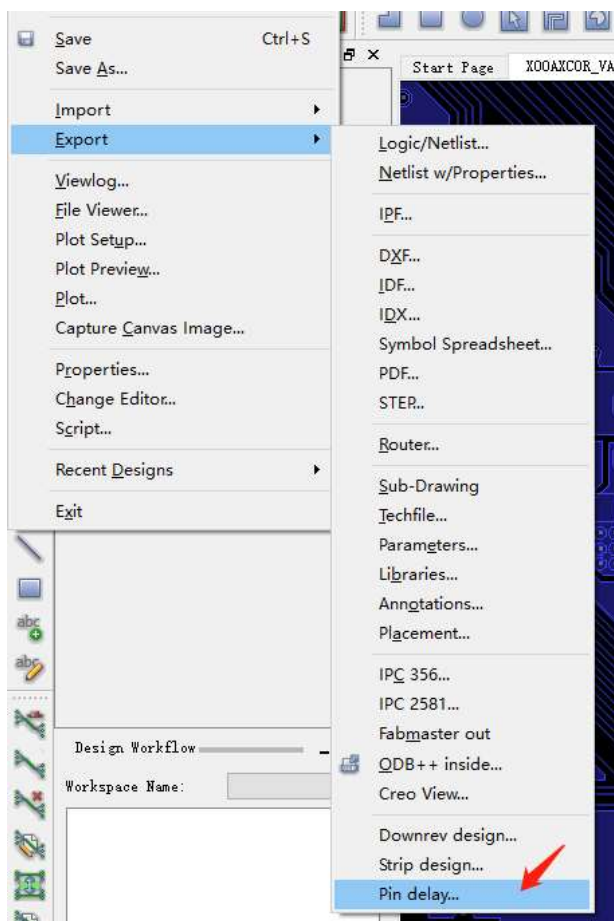 Save Ctrl+S
Save As...
Import
Export
Viewlog...
File Viewer...
Plot Setup...
Plot Preview...
Plot...
Capture Canvas Image...
Properties...
Change Editor...
Script...
Recent Designs
Exit
Start Page X00AXCOR_VA
Logic/Netlist...
Netlist w/Properties...
IPF...
DXF...
IDF...
IDX...
Symbol Spreadsheet...
PDF...
STEP...
Router...
Sub-Drawing
Techfile...
Parameters...
Libraries...
Annotations...
Placement...
IPC 356...
IPC 2581...
Fabmaster out
ODB++ inside...
Creo View...
Downrev design...
Strip design...
Pin delay...
abc
abc
Design Workflow
Workspace Name: